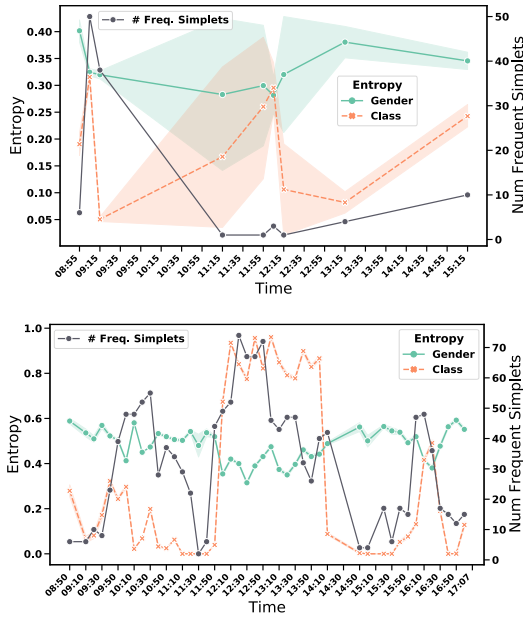 # Freq. Simplets
Entropy
Gender
Class
Entropy
0.40
0.35
0.30
0.25
0.20
0.15
0.10
0.05
50
40
30
20
10
0
Num Frequent Simplets
08:55 09:15 09:35 09:55 10:15 10:35 10:55 11:15 11:35 11:55 12:15 12:35 12:55 13:15 13:35 13:55 14:15 14:35 14:55 15:15
Time
# Freq. Simplets
Entropy
Gender
Class
Entropy
1.0
0.8
0.6
0.4
0.2
0.0
70
60
50
40
30
20
10
0
Num Frequent Simplets
08:50 09:10 09:30 09:50 10:10 10:30 10:50 11:10 11:30 11:50 12:10 12:30 12:50 13:10 13:30 13:50 14:10 14:30 14:50 15:10 15:30 15:50 16:10 16:30 16:50 17:07
Time